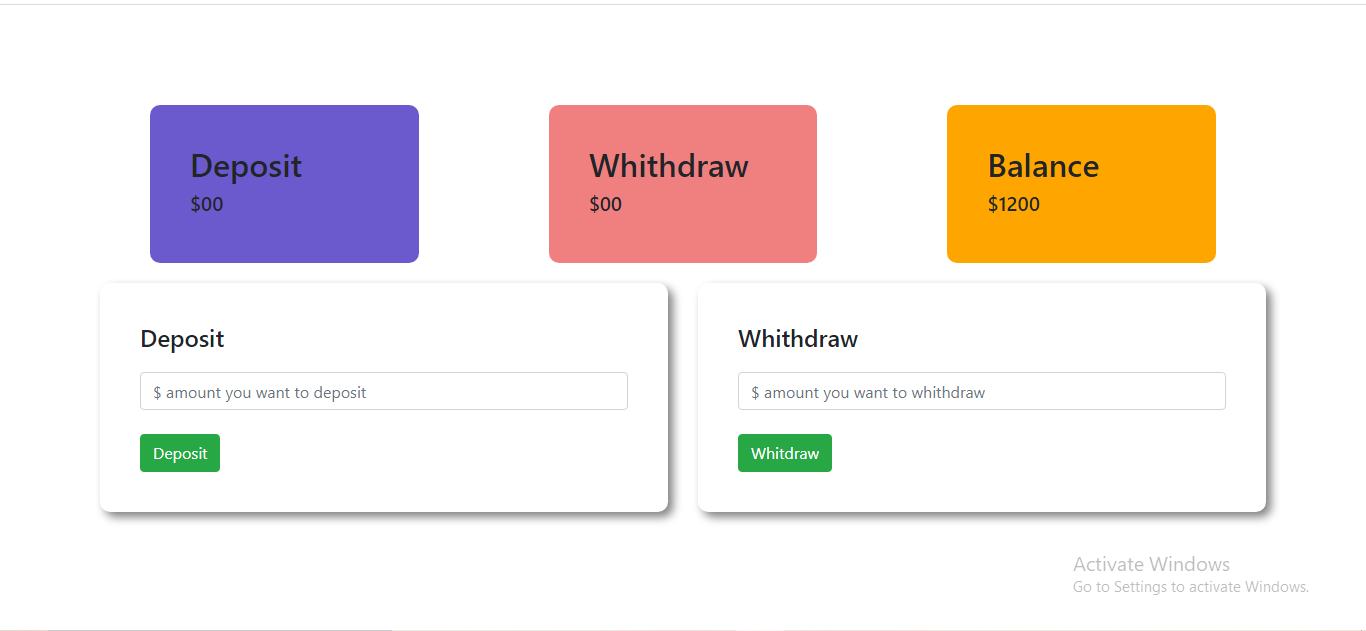 Deposit
$00
Whithdraw
$00
Balance
$1200
Deposit
$ amount you want to deposit
Deposit
Whithdraw
$ amount you want to whithdraw
Whitdraw
Activate Windows
Go to Settings to activate Windows.